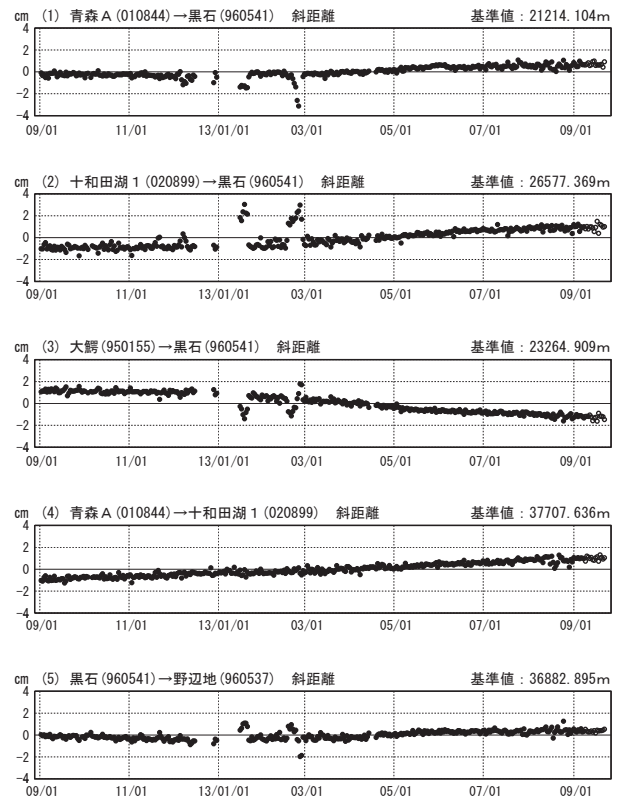 cm (1) 青森A(010844)→黒石(960541) 斜距離 基準値:21214.104m
4
2
0
-2
-4
09/01 11/01 13/01/01 03/01 05/01 07/01 09/01
cm (2) 十和田湖1(020899)→黒石(960541) 斜距離 基準値:26577.369m
4
2
0
-2
-4
09/01 11/01 13/01/01 03/01 05/01 07/01 09/01
cm (3) 大鰐(950155)→黒石(960541) 斜距離 基準値:23264.909m
4
2
0
-2
-4
09/01 11/01 13/01/01 03/01 05/01 07/01 09/01
cm (4) 青森A(010844)→十和田湖1(020899) 斜距離 基準値:37707.636m
4
2
0
-2
-4
09/01 11/01 13/01/01 03/01 05/01 07/01 09/01
cm (5) 黒石(960541)→野辺地(960537) 斜距離 基準値:36882.895m
4
2
0
-2
-4
09/01 11/01 13/01/01 03/01 05/01 07/01 09/01